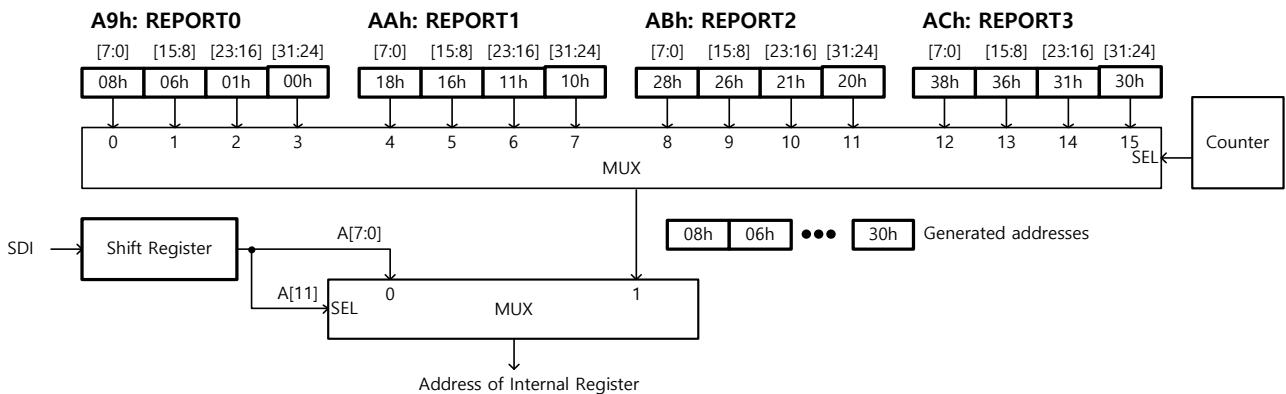 A9h: REPORT0 AAh: REPORT1 ABh: REPORT2 ACh: REPORT3
[7:0] [15:8] [23:16] [31:24] [7:0] [15:8] [23:16] [31:24] [7:0] [15:8] [23:16] [31:24] [7:0] [15:8] [23:16] [31:24]
08h 06h 01h 00h 18h 16h 11h 10h 28h 26h 21h 20h 38h 36h 31h 30h
0 1 2 3 4 5 6 7 8 9 10 11 12 13 14 15
SEL Counter
MUX
A[7:0] 08h 06h ●●● 30h Generated addresses
SDI Shift Register
A[11] 0 1
SEL MUX
Address of Internal Register